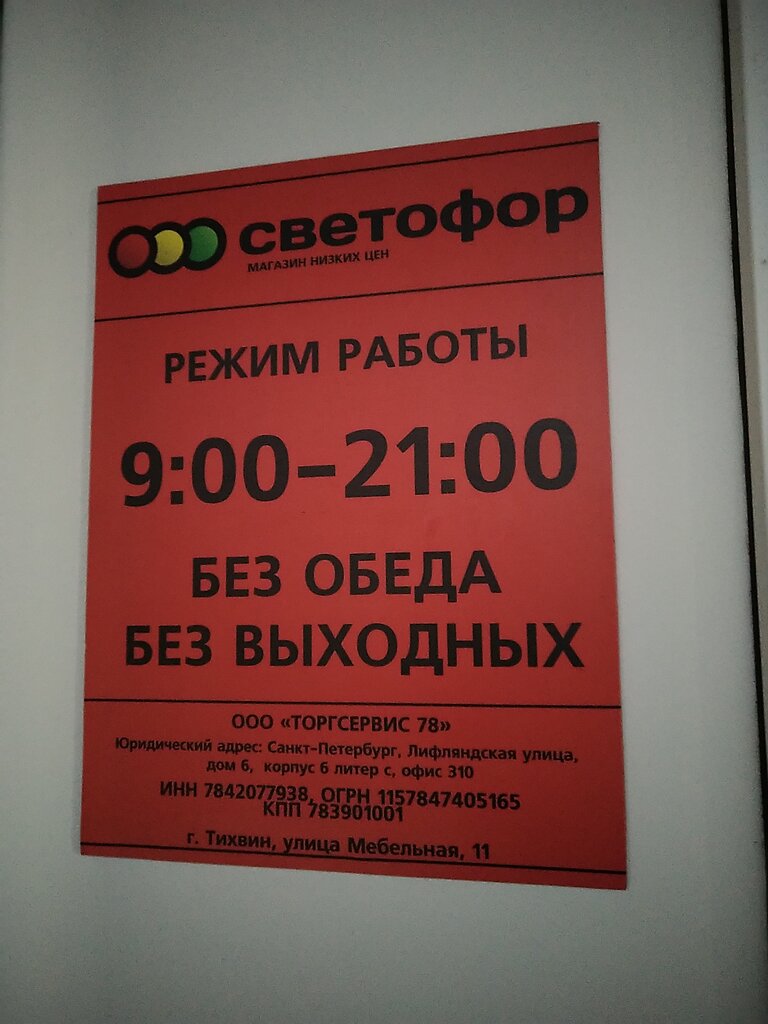 светофор
МАГАЗИН НИЗКИХ ЦЕН
РЕЖИМ РАБОТЫ
9:00-21:00
БЕЗ ОБЕДА
БЕЗ ВЫХОДНЫХ
ООО «ТОРГСЕРВИС 78»
Юридический адрес: Санкт-Петербург, Лифляндская улица,
дом 6, корпус 6 литер с, офис 310
ИНН 7842077938, ОГРН 1157847405165
КПП 783901001
г. Тихвин, улица Мебельная, 11